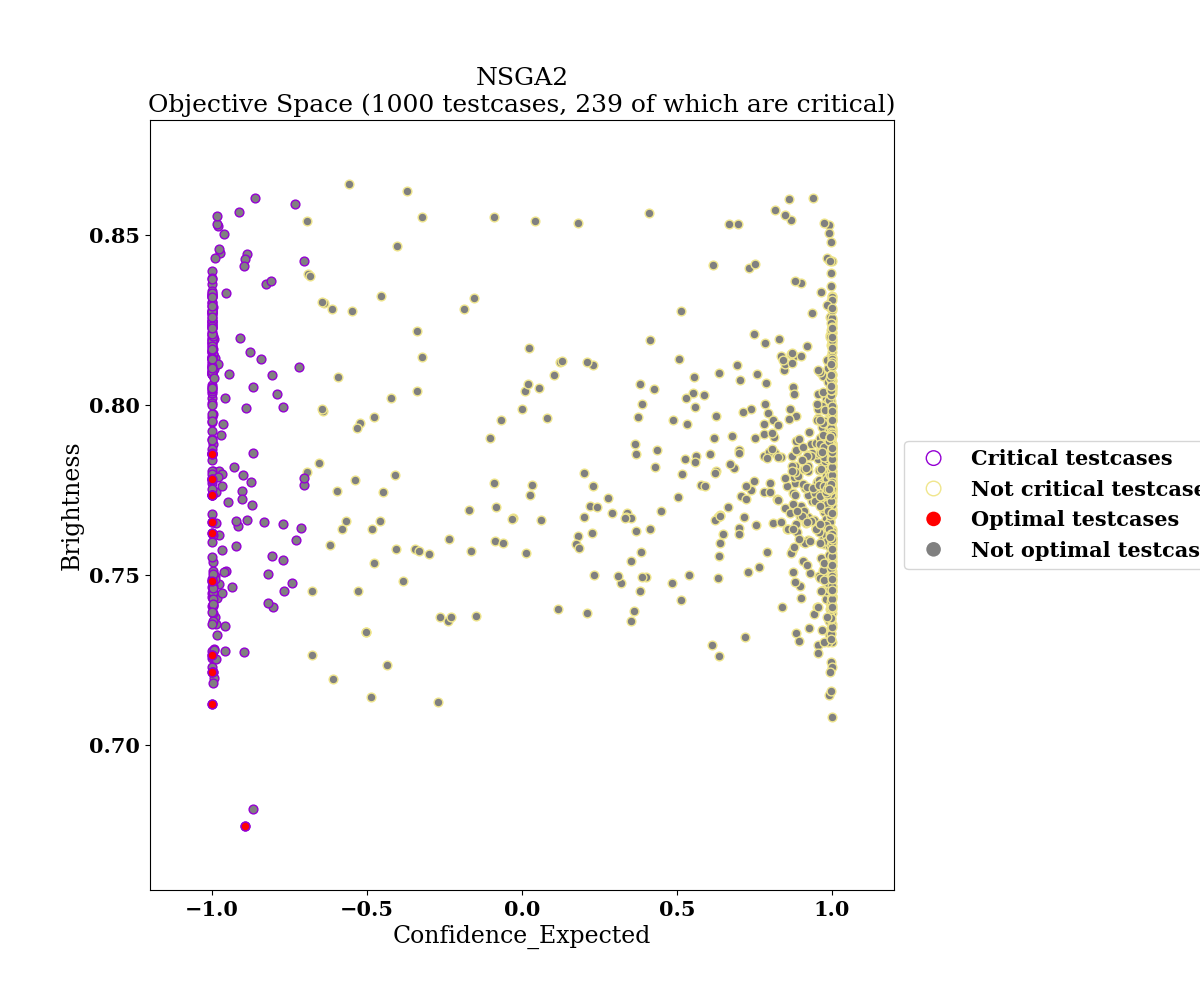 NSGA2
Objective Space (1000 testcases, 239 of which are critical)
0.85
0.80
0.75
0.70
Brightness
−1.0
−0.5
0.0
0.5
1.0
Confidence_Expected
Critical testcases
Not critical testcase
Optimal testcases
Not optimal testcas